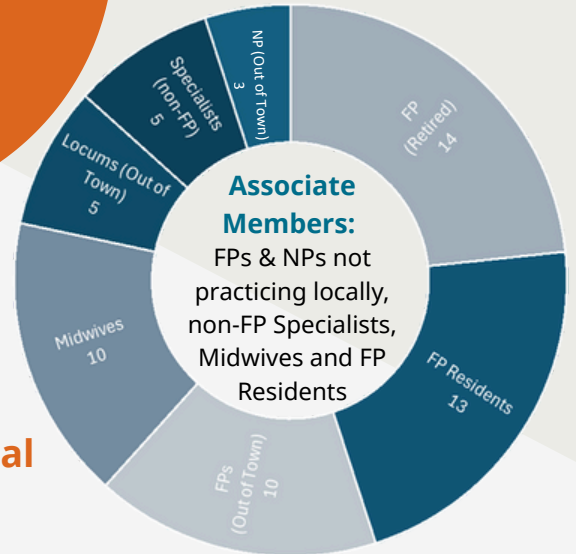 NP (Out of Town)
3
FP
(Retired)
14
FP Residents
13
FPs
(Out of Town)
10
Midwives
10
Locums (Out of
Town)
5
Specialists
(non-FP)
5
Associate
Members:
FPs & NPs not
practicing locally,
non-FP Specialists,
Midwives and FP
Residents
al